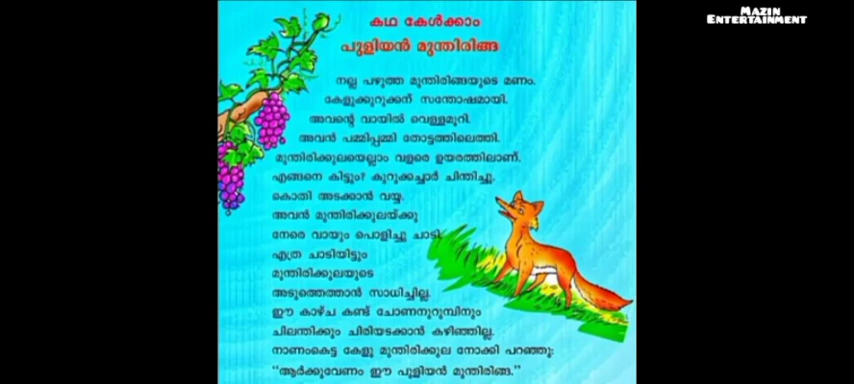 MAZIN
ENTERTAINMENT
കഥ കേൾക്കാം
പുളിയൻ മുന്തിരിങ്ങ
നല്ല പഴുത്ത മുന്തിരിങ്ങയുടെ മണം.
കേളുക്കുറുക്കന് സന്തോഷമായി.
അവന്റെ വായിൽ വെള്ളമൂറി.
അവൻ പമ്മിപ്പമ്മി തോട്ടത്തിലെത്തി.
മുന്തിരിക്കുലയെല്ലാം വളരെ ഉയരത്തിലാണ്.
എങ്ങനെ കിട്ടും? കുറുക്കച്ചാർ ചിന്തിച്ചു.
കൊതി അടക്കാൻ വയ്യ.
അവൻ മുന്തിരിക്കുലയ്ക്കു
നേരെ വായും പൊളിച്ചു ചാടി.
എത്ര ചാടിയിട്ടും
മുന്തിരിക്കുലയുടെ
അടുത്തെത്താൻ സാധിച്ചില്ല.
ഈ കാഴ്ച കണ്ട് ചോണനുറുമ്പിനും
ചിലന്തിക്കും ചിരിയടക്കാൻ കഴിഞ്ഞില്ല.
നാണംകെട്ട കേളു മുന്തിരിക്കുല നോക്കി പറഞ്ഞു:
"ആർക്കുവേണം ഈ പുളിയൻ മുന്തിരിങ്ങ."